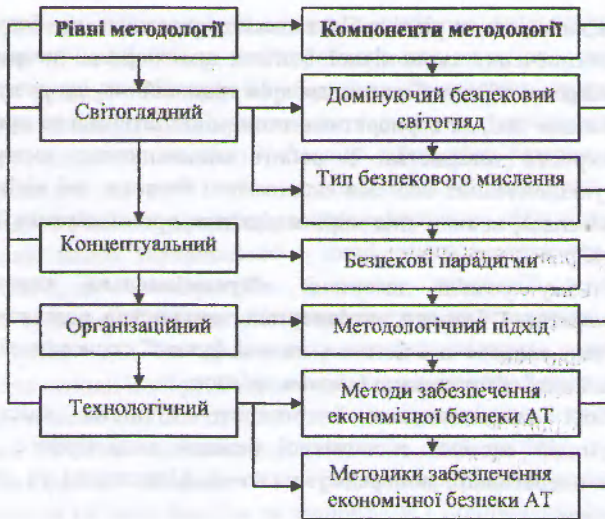 Рівні методології
Компоненти методології
Світоглядний
Домінуючий безпековий
світогляд
Тип безпекового мислення
Концептуальний
Безпекові парадигми
Організаційний
Методологічний підхід
Технологічний
Методи забезпечення
економічної безпеки АТ
Методики забезпечення
економічної безпеки АТ